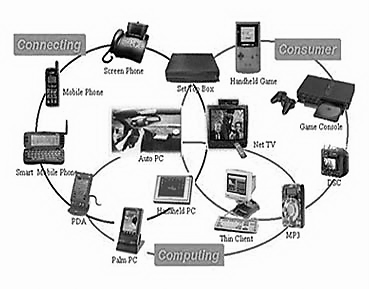 Connecting
Screen Phone
Consumer
Mobile Phone
Set Top Box
Handheld Game
Game Console
Smart Mobile Phone
Auto PC
Net TV
DSC
PDA
Handheld PC
Palm PC
Thin Client
MP3
Computing